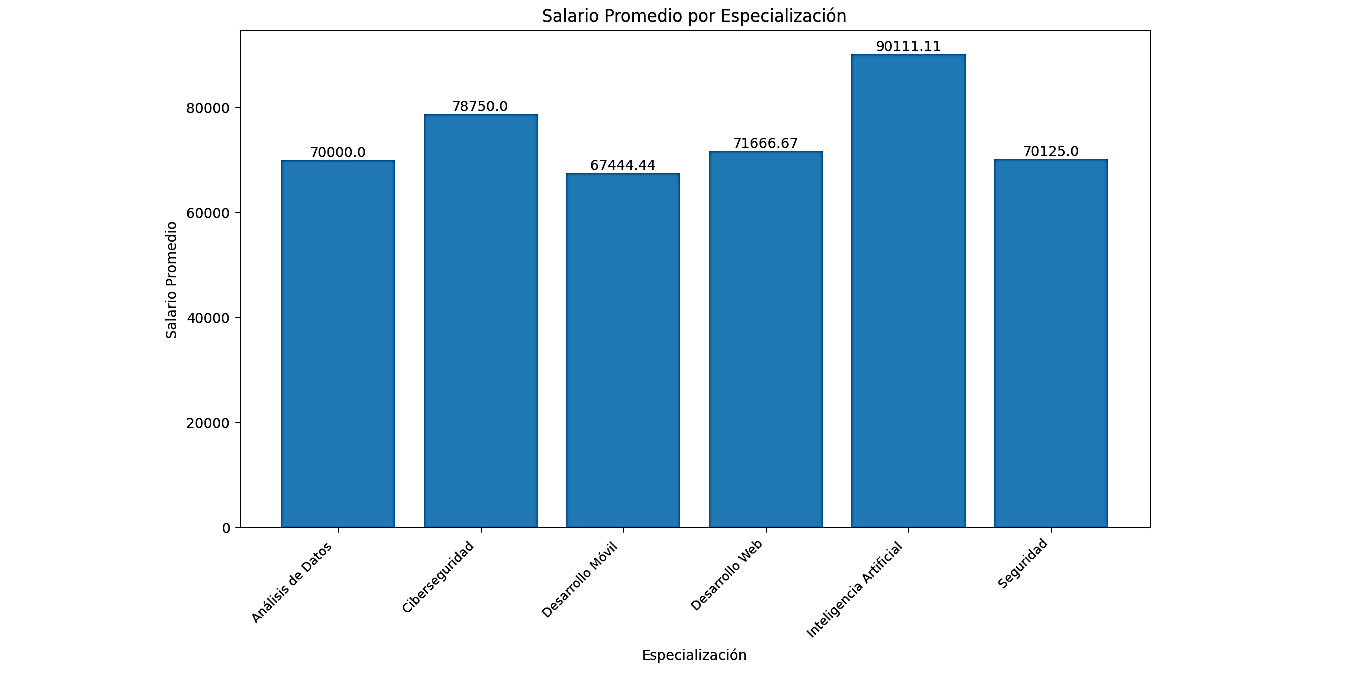 Salario Promedio por Especialización
90111.11
80000
78750.0
71666.67
70000.0
70125.0
67444.44
60000
Salario Promedio
40000
20000
0
Análisis de Datos
Ciberseguridad
Desarrollo Móvil
Desarrollo Web
Inteligencia Artificial
Seguridad
Especialización